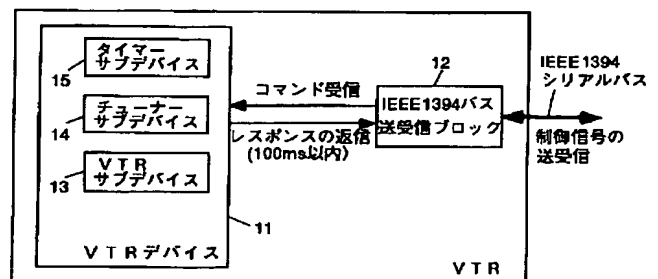 タイマー
サブデバイス
15
チューナー
サブデバイス
14
VTR
サブデバイス
13
VTRデバイス
11
コマンド受信
レスポンスの返信
(100ms以内)
12
IEEE1394バス
送受信ブロック
IEEE1394
シリアルバス
制御信号の
送受信
VTR